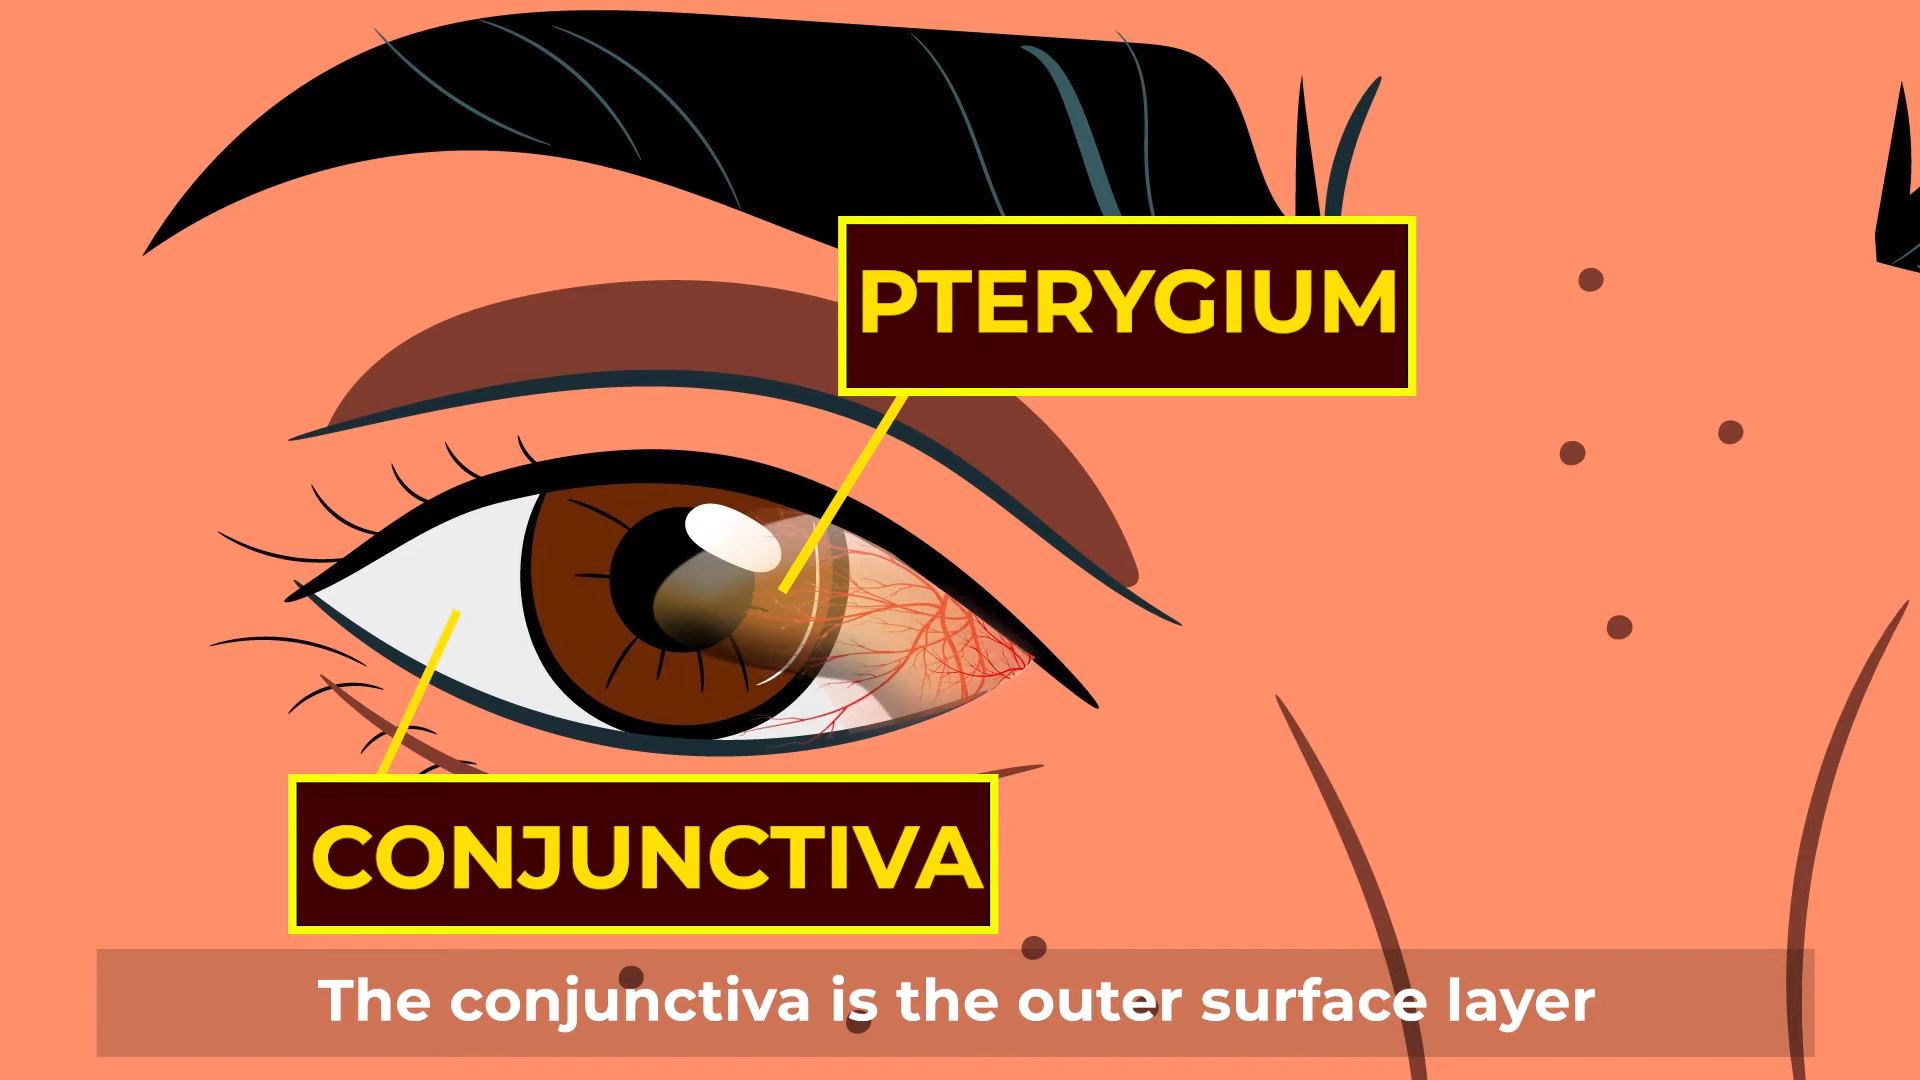 PTERYGIUM
CONJUNCTIVA
The conjunctiva is the outer surface layer